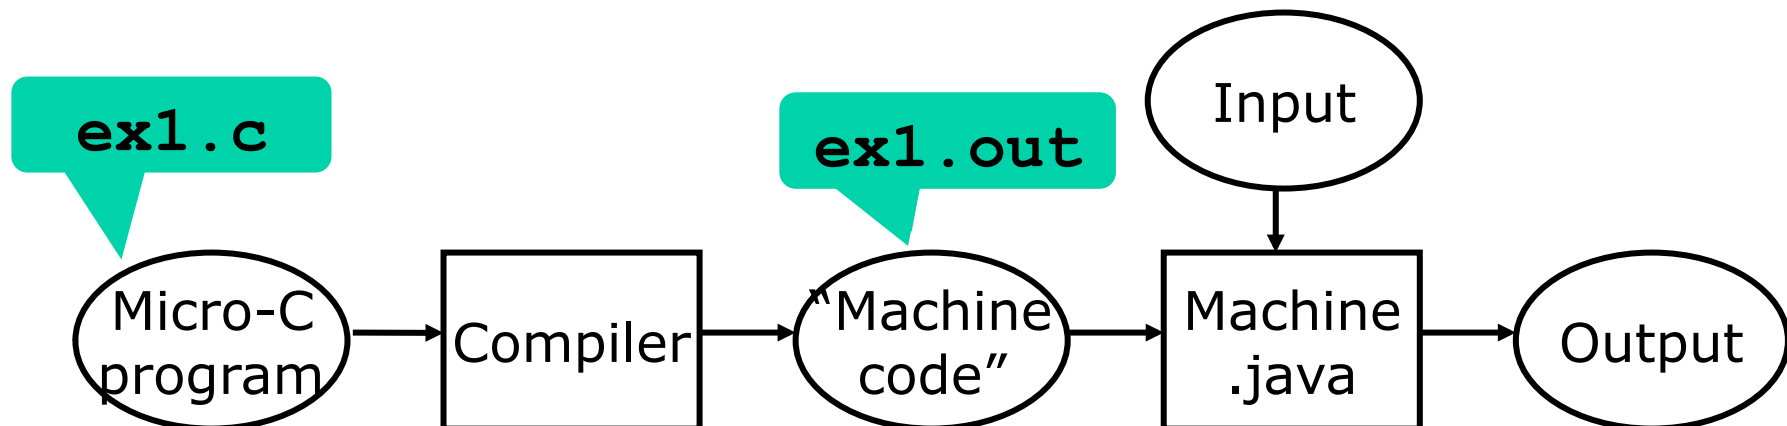 ex1.c
ex1.out
Input
Micro-C
program
Compiler
“Machine
code”
Machine
.java
Output